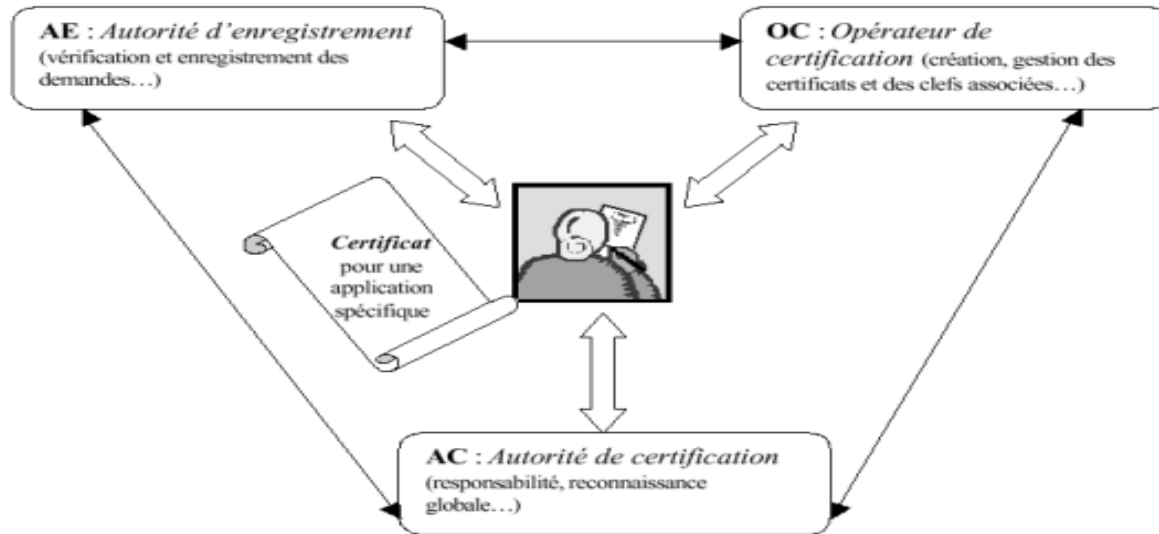 AE : Autorité d'enregistrement
(vérification et enregistrement des
demandes…)
OC : Opérateur de
certification (création, gestion des
certificats et des clefs associées…)
Certificat
pour une
application
spécifique
AC : Autorité de certification
(responsabilité, reconnaissance
globale…)